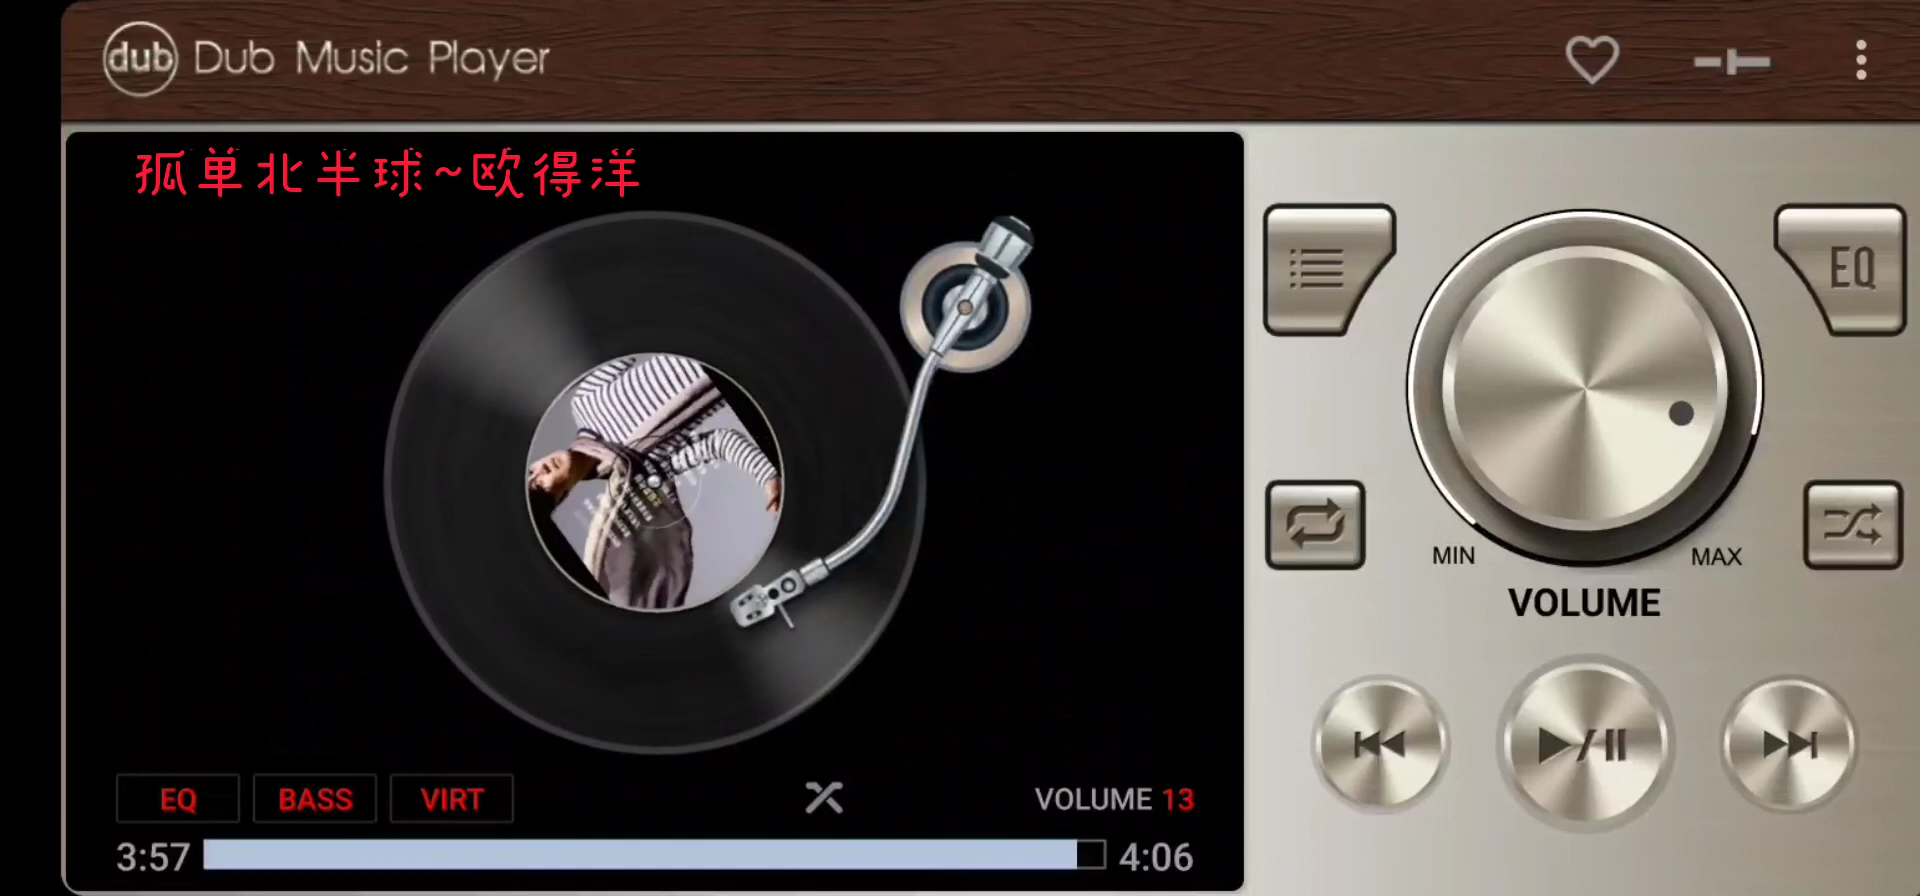 dub Dub Music Player
孤单北半球~欧得洋
EQ
MIN MAX
VOLUME
EQ BASS VIRT VOLUME 13
3:57 4:06